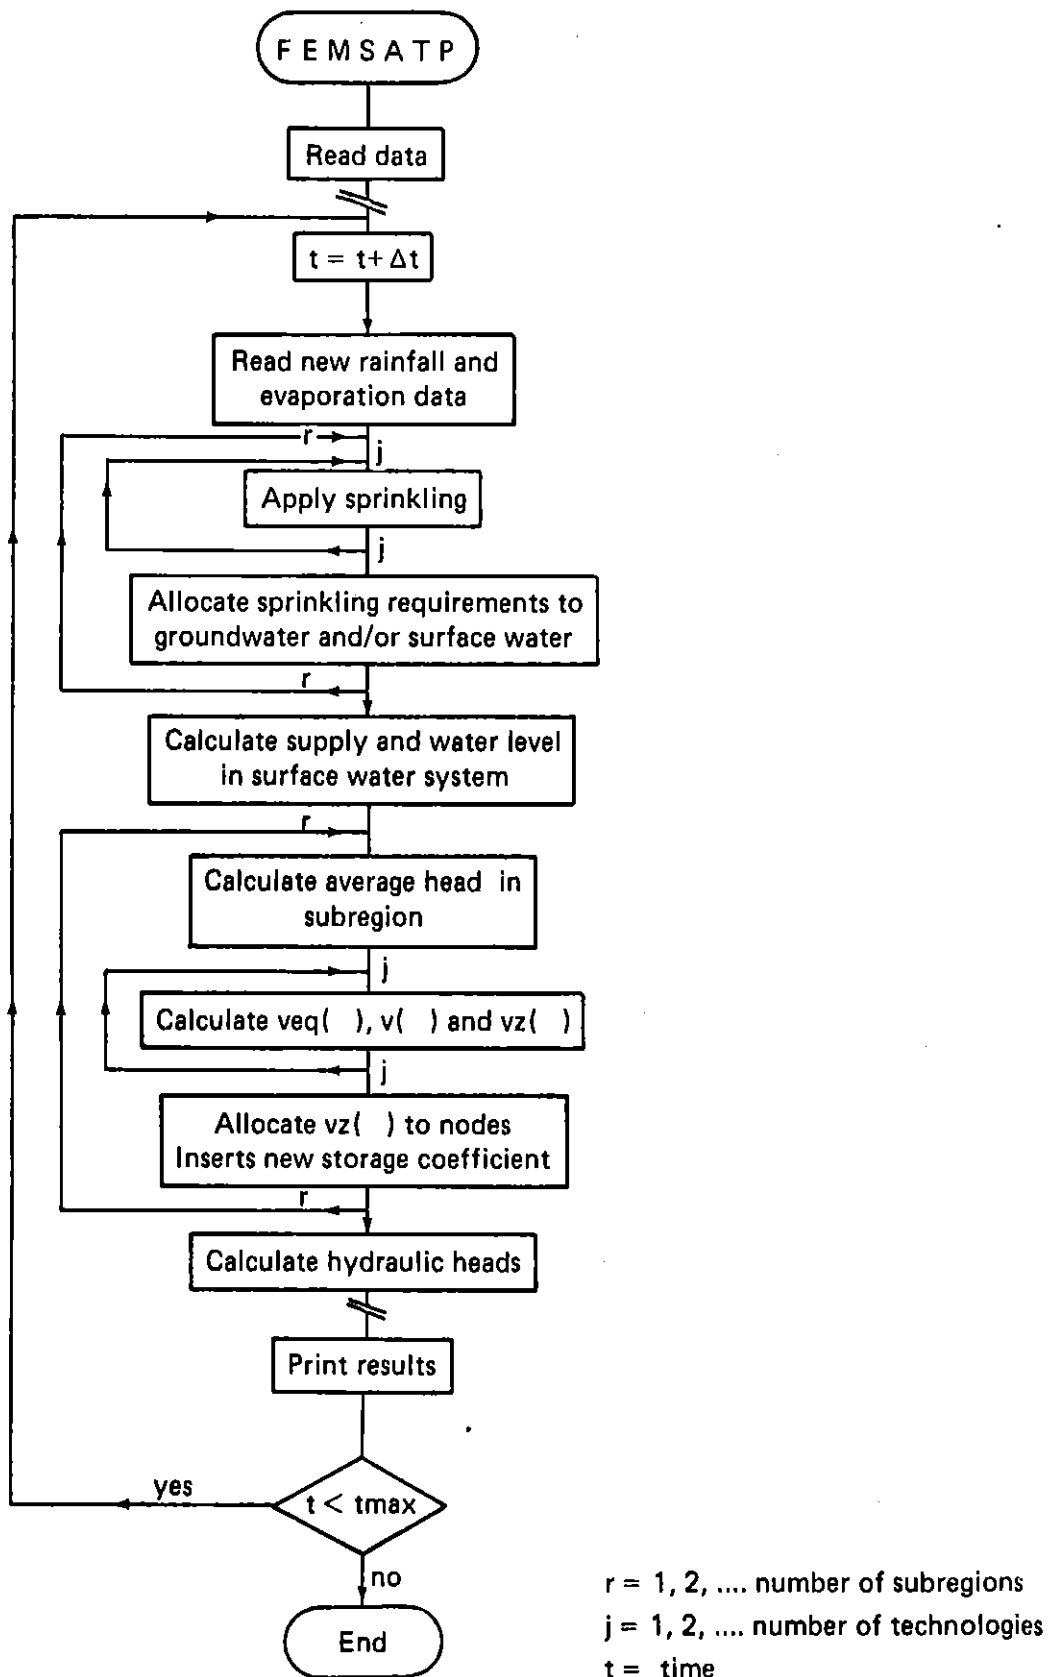 FEMSATP
Read data
t = t + Δt
Read new rainfall and
evaporation data
r
j
Apply sprinkling
j
Allocate sprinkling requirements to
groundwater and/or surface water
r
Calculate supply and water level
in surface water system
r
Calculate average head in
subregion
j
Calculate veq( ), v( ) and vz( )
j
Allocate vz( ) to nodes
Inserts new storage coefficient
r
Calculate hydraulic heads
Print results
yes
t < tmax
no
End
r = 1, 2, .... number of subregions
j = 1, 2, .... number of technologies
t = time